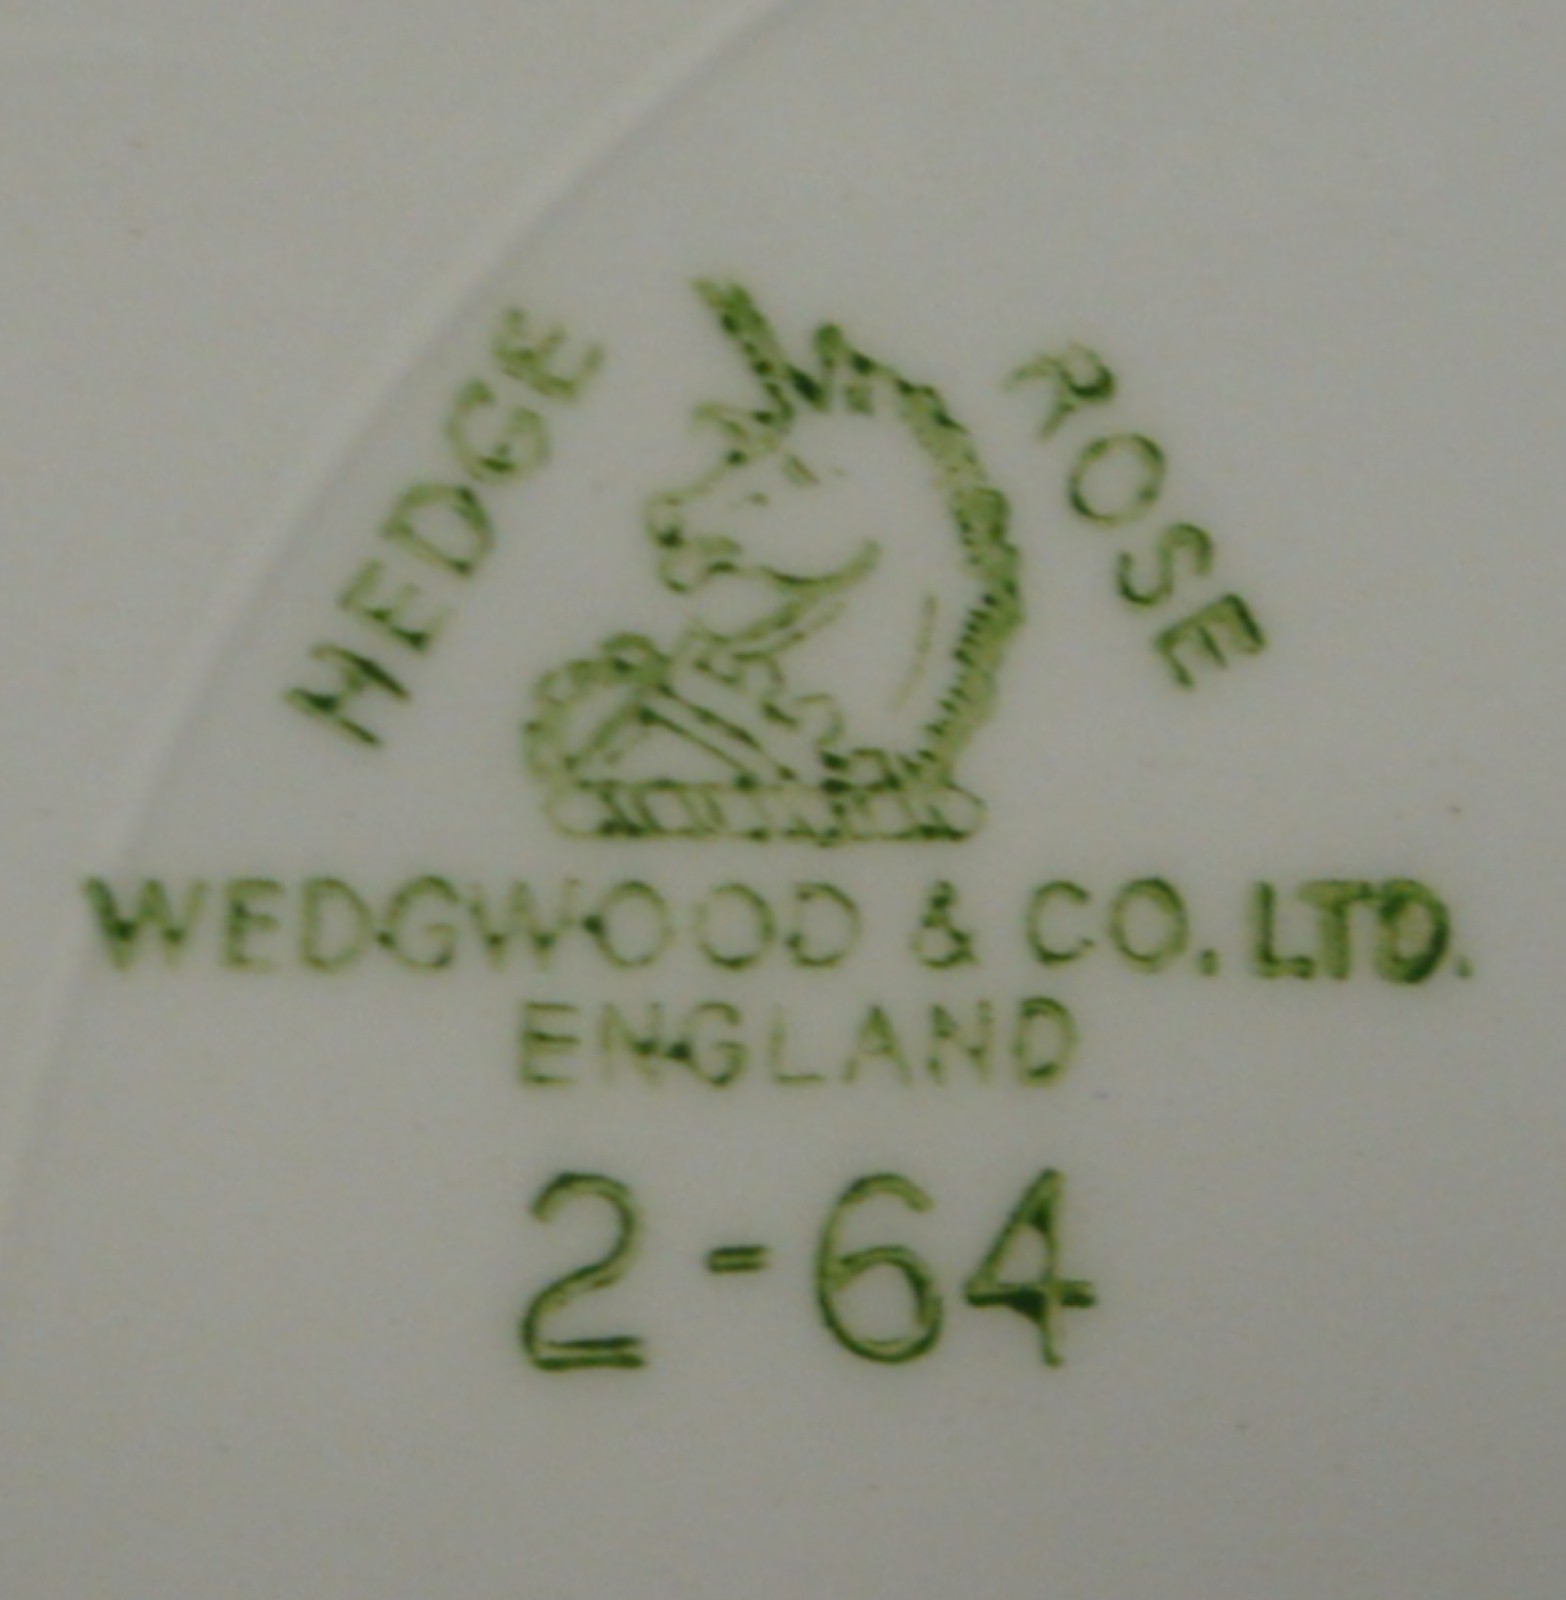 HEDGE ROSE
WEDGWOOD & CO. LTD.
ENGLAND
2-64